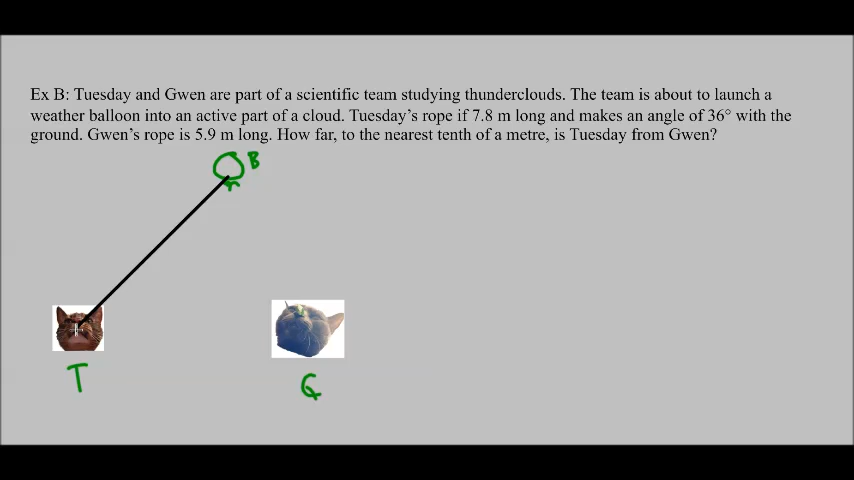 Ex B: Tuesday and Gwen are part of a scientific team studying thunderclouds. The team is about to launch a
weather balloon into an active part of a cloud. Tuesday's rope if 7.8 m long and makes an angle of 36° with the
ground. Gwen's rope is 5.9 m long. How far, to the nearest tenth of a metre, is Tuesday from Gwen?
B
T
G